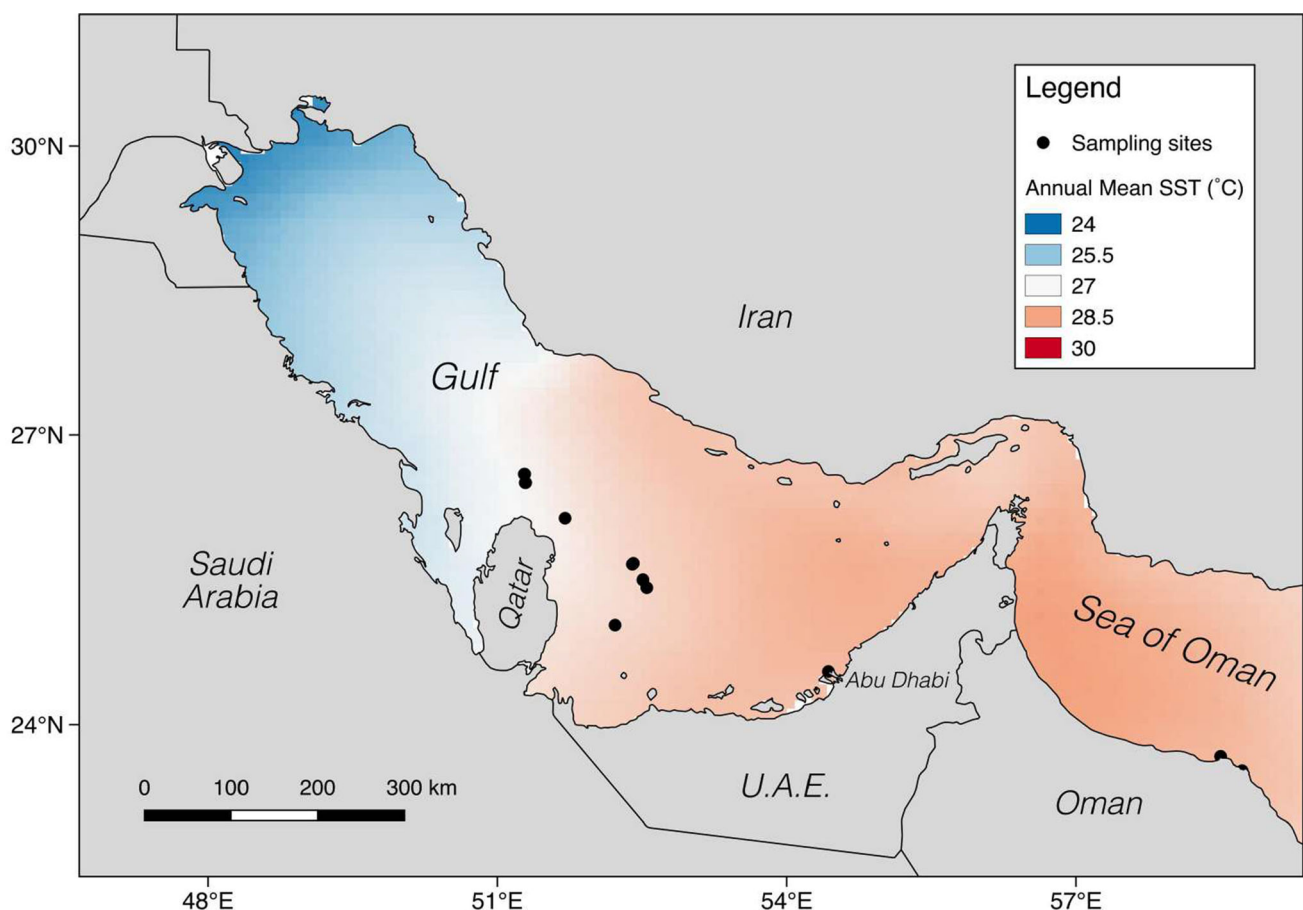 Legend
Sampling sites
Annual Mean SST (˚C)
24
25.5
27
28.5
30
30°N
27°N
24°N
Iran
Gulf
Saudi
Arabia
Qatar
Sea of Oman
Abu Dhabi
U.A.E.
Oman
0 100 200 300 km
48°E 51°E 54°E 57°E